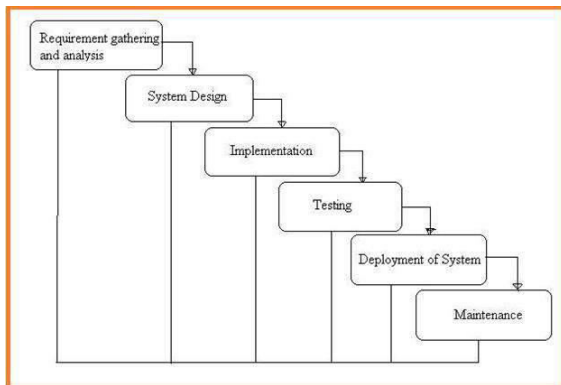 Requirement gathering
and analysis
System Design
Implementation
Testing
Deployment of System
Maintenance